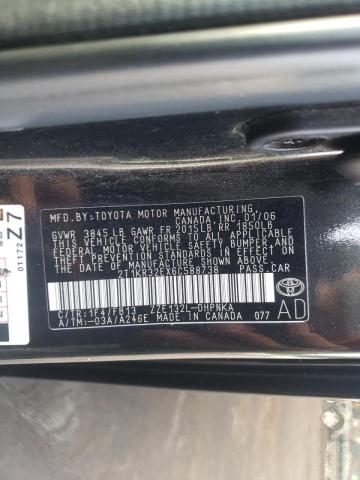 MFD.BY:TOYOTA MOTOR MANUFACTURING,
CANADA, INC. 01/06
GVWR 3845 LB GAWR FR 2015LB RR 1850LB
THIS VEHICLE CONFORMS TO ALL APPLICABLE
FEDERAL MOTOR VEHICLE SAFETY, BUMPER,
AND THEFT PREVENTION STANDARDS IN
EFFECT ON THE DATE OF MANUFACTURE
SHOWN ABOVE.
2T1KR32EX6C588738 PASS.CAR
C/TR:1F4/FB13 ZZE132L-DHPNKA
A/TM:-03A/A246E MADE IN CANADA 077
AD
Z7
01172